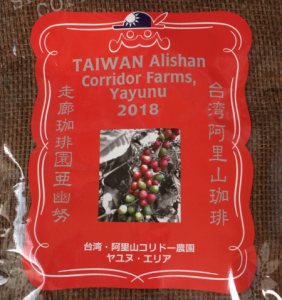 TAIWAN Alishan
Corridor Farms,
Yayunu
2018
台湾阿里山珈琲
走廊珈琲園亜幽努
台湾・阿里山コリドー農園
ヤユヌ・エリア